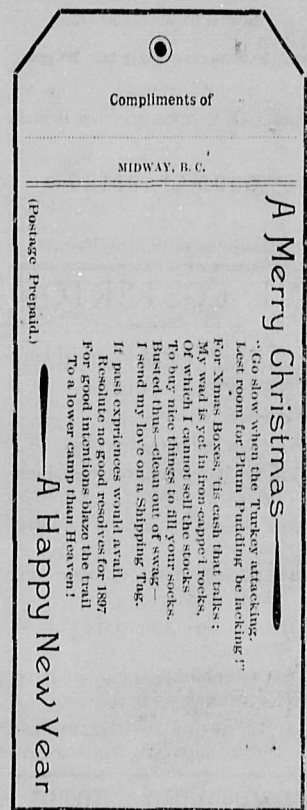 Compliments of
MIDWAY, B. C.
A Merry Christmas
"Go slow when the Turkey attacking,
Lest room for Plum Pudding be lacking!"
For Xmas Boxes, 'tis cash that talks;
My wad is yet in iron-capped rocks,
Of which I cannot sell the stocks
To buy nice things to fill your socks.
Busted thus—clean out of swag—
I send my love on a Shipping Tag.
If past expriences would avail
Resolute no good resolves for 1897
For good intentions blaze the trail
To a lower camp than Heaven!
A Happy New Year
(Postage Prepaid.)